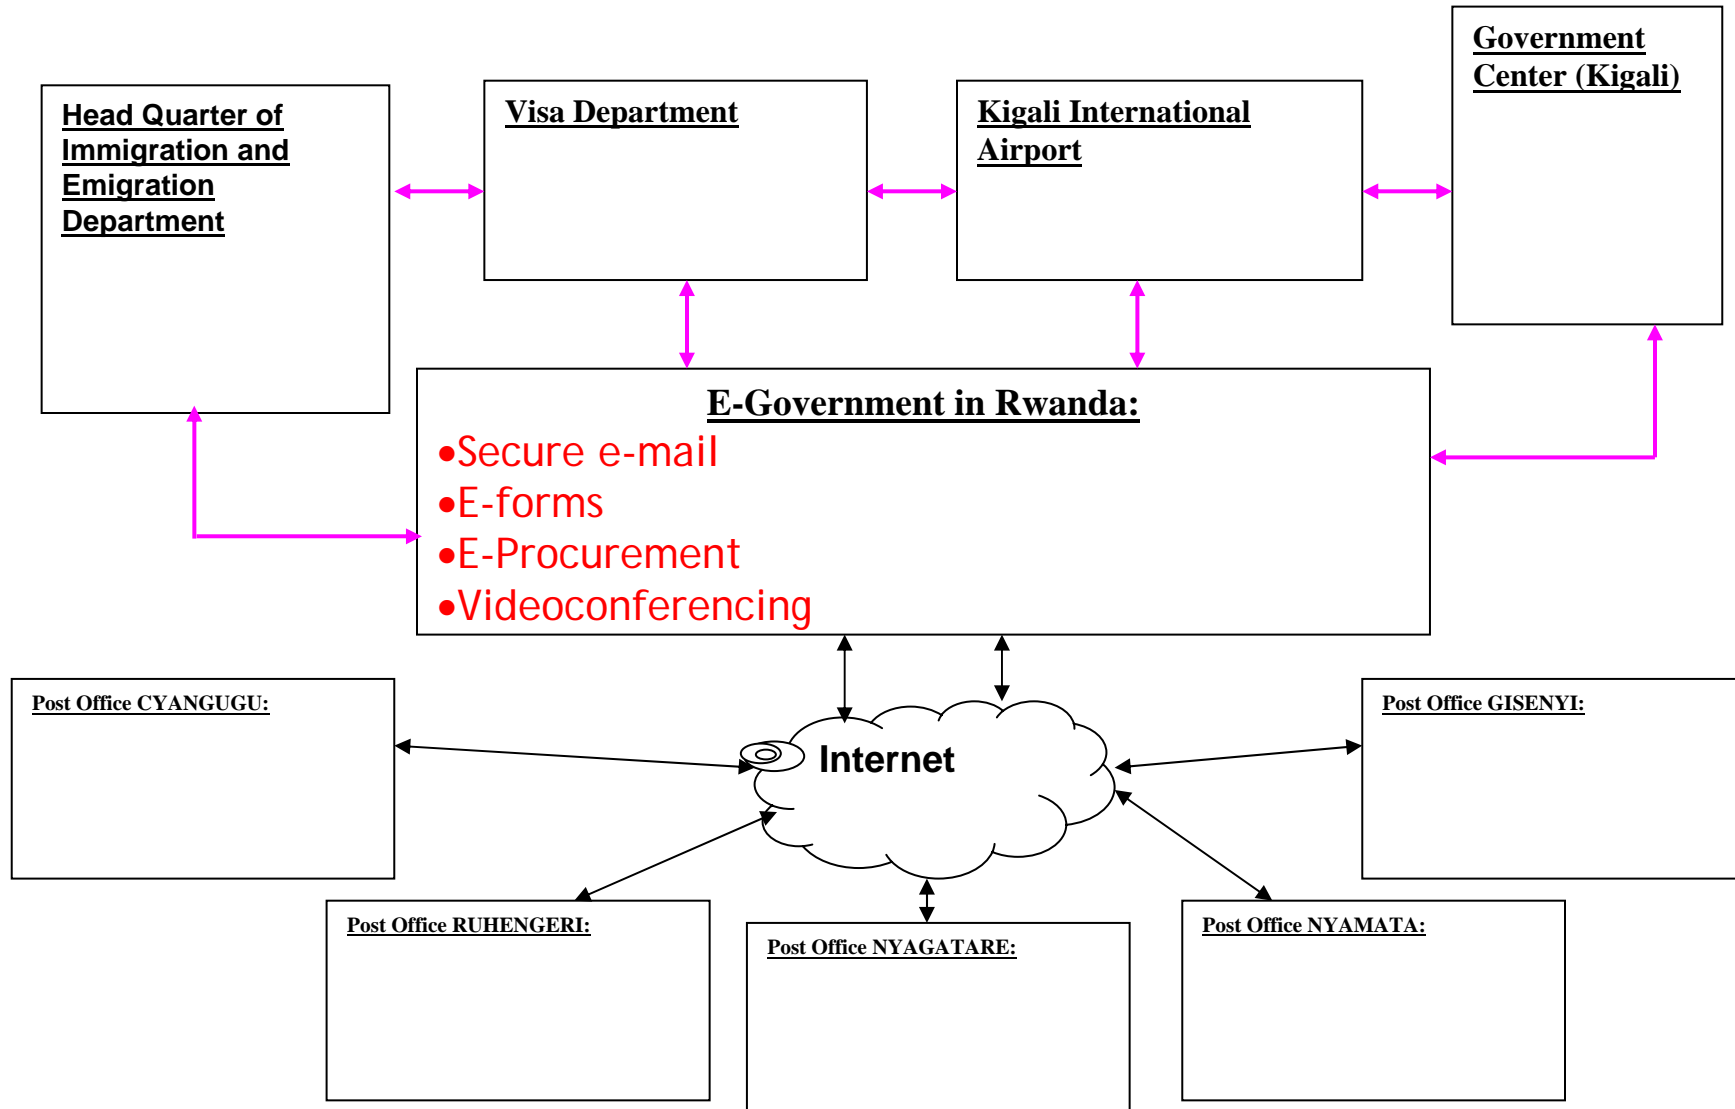 Head Quarter of
Immigration and
Emigration
Department
Visa Department
Kigali International
Airport
Government
Center (Kigali)
E-Government in Rwanda:
•Secure e-mail
•E-forms
•E-Procurement
•Videoconferencing
Internet
Post Office CYANGUGU:
Post Office GISENYI:
Post Office RUHENGERI:
Post Office NYAGATARE:
Post Office NYAMATA: